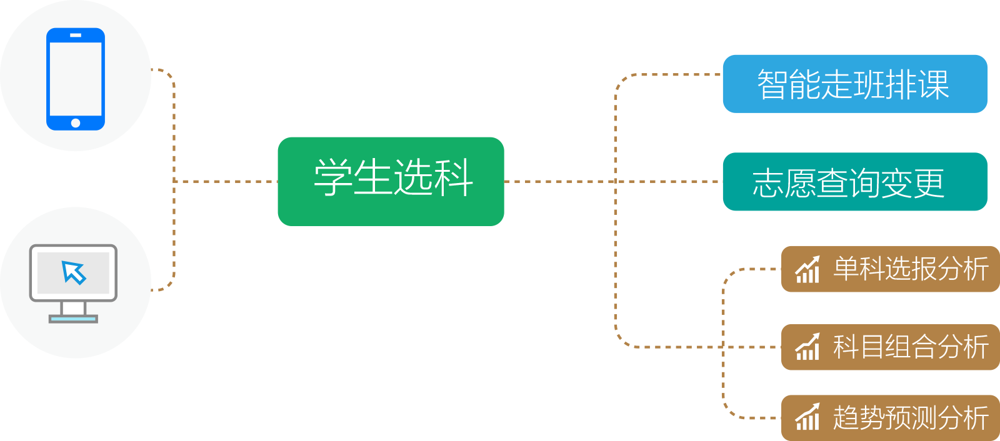 学生选科
智能走班排课
志愿查询变更
单科选报分析
科目组合分析
趋势预测分析